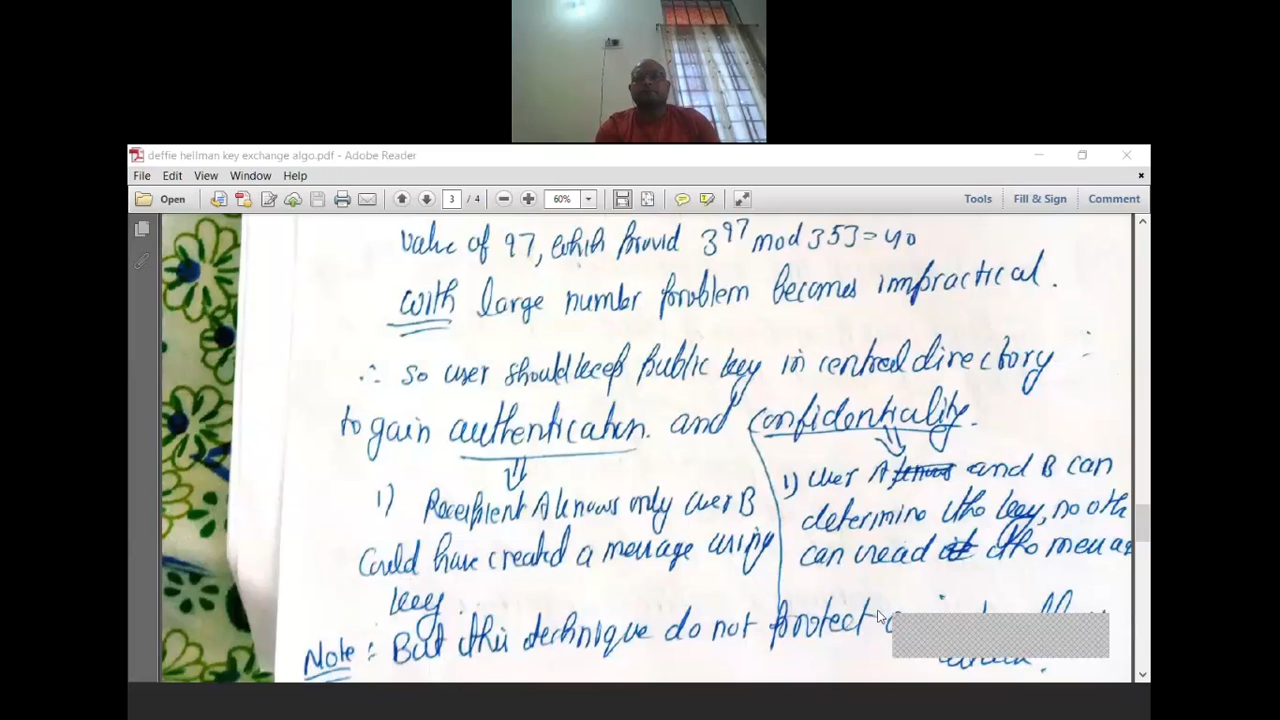 deffie hellman key exchange algo.pdf - Adobe Reader
File Edit View Window Help
Open 3 / 4 60% Tools Fill & Sign Comment
Value of 97, which provid 3^97 mod 353 = 40
with large number problem becomes impractical.
∴ so user should keep public key in central directory
to gain authentication. and confidentiality.
⇓ ⇓
1) Receipient A knows only user B
could have created a message using
key.
1) User A and B can
determine the key, no oth
can read the messag
Note : But this technique do not protect